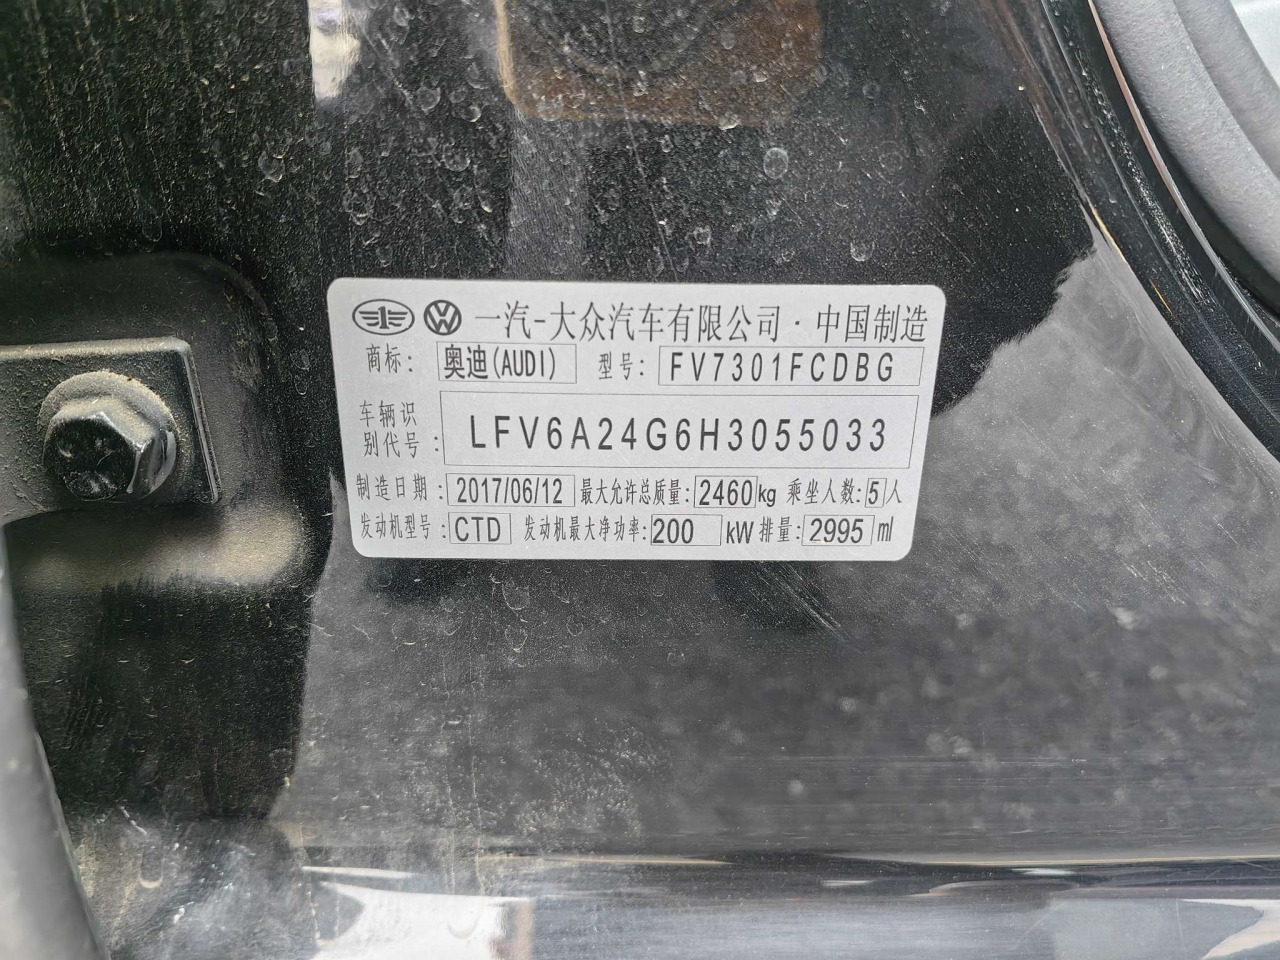 一汽-大众汽车有限公司·中国制造
商标: 奥迪(AUDI) 型号: FV7301FCDBG
车辆识别代号: LFV6A24G6H3055033
制造日期: 2017/06/12 最大允许总质量: 2460kg 乘坐人数: 5人
发动机型号: CTD 发动机最大净功率: 200 kW 排量: 2995 ml